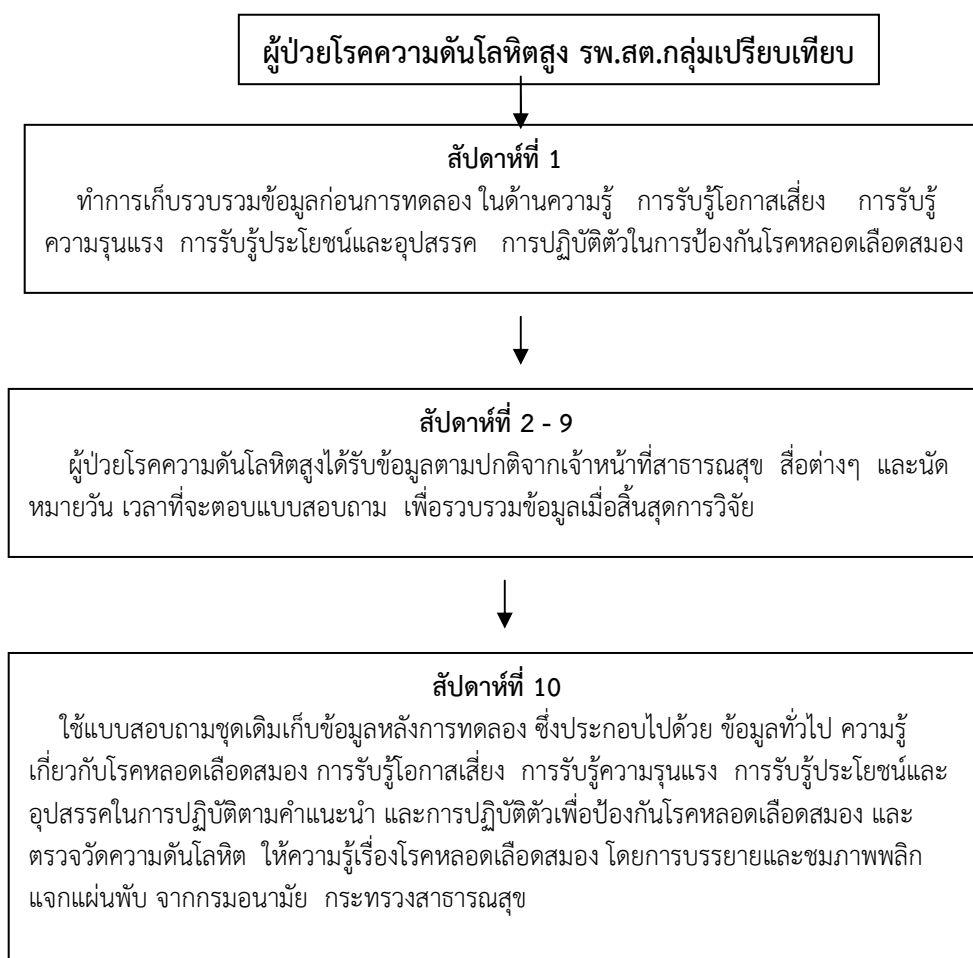 ผู้ป่วยโรคความดันโลหิตสูง รพ.สต.กลุ่มเปรียบเทียบ
สัปดาห์ที่ 1
ทำการเก็บรวบรวมข้อมูลก่อนการทดลอง ในด้านความรู้ การรับรู้โอกาสเสี่ยง การรับรู้
ความรุนแรง การรับรู้ประโยชน์และอุปสรรค การปฏิบัติตัวในการป้องกันโรคหลอดเลือดสมอง
สัปดาห์ที่ 2 - 9
ผู้ป่วยโรคความดันโลหิตสูงได้รับข้อมูลตามปกติจากเจ้าหน้าที่สาธารณสุข สื่อต่างๆ และนัด
หมายวัน เวลาที่จะตอบแบบสอบถาม เพื่อรวบรวมข้อมูลเมื่อสิ้นสุดการวิจัย
สัปดาห์ที่ 10
ใช้แบบสอบถามชุดเดิมเก็บข้อมูลหลังการทดลอง ซึ่งประกอบไปด้วย ข้อมูลทั่วไป ความรู้
เกี่ยวกับโรคหลอดเลือดสมอง การรับรู้โอกาสเสี่ยง การรับรู้ความรุนแรง การรับรู้ประโยชน์และ
อุปสรรคในการปฏิบัติตามคำแนะนำ และการปฏิบัติตัวเพื่อป้องกันโรคหลอดเลือดสมอง และ
ตรวจวัดความดันโลหิต ให้ความรู้เรื่องโรคหลอดเลือดสมอง โดยการบรรยายและชมภาพพลิก
แจกแผ่นพับ จากกรมอนามัย กระทรวงสาธารณสุข